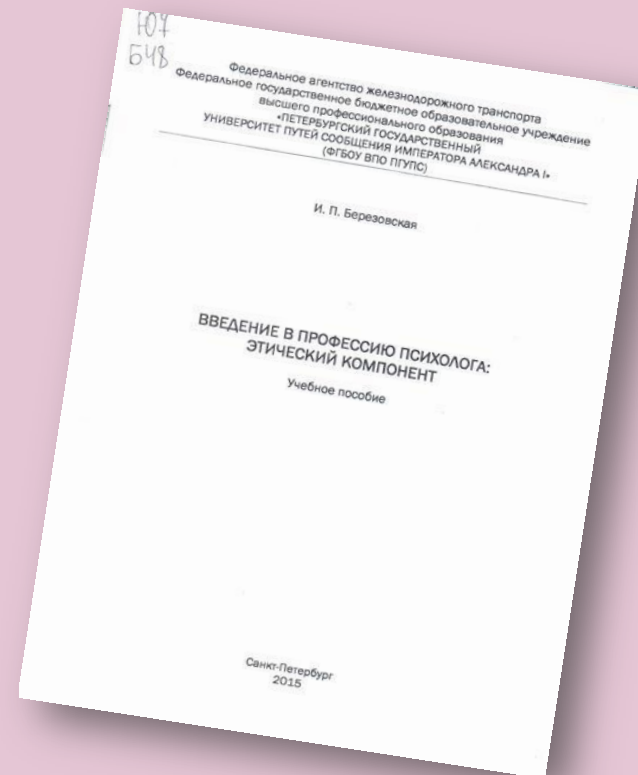 Ю7
Б48
Федеральное агентство железнодорожного транспорта
Федеральное государственное бюджетное образовательное учреждение
высшего профессионального образования
«ПЕТЕРБУРГСКИЙ ГОСУДАРСТВЕННЫЙ
УНИВЕРСИТЕТ ПУТЕЙ СООБЩЕНИЯ ИМПЕРАТОРА АЛЕКСАНДРА I»
(ФГБОУ ВПО ПГУПС)
И. П. Березовская
ВВЕДЕНИЕ В ПРОФЕССИЮ ПСИХОЛОГА:
ЭТИЧЕСКИЙ КОМПОНЕНТ
Учебное пособие
Санкт-Петербург
2015